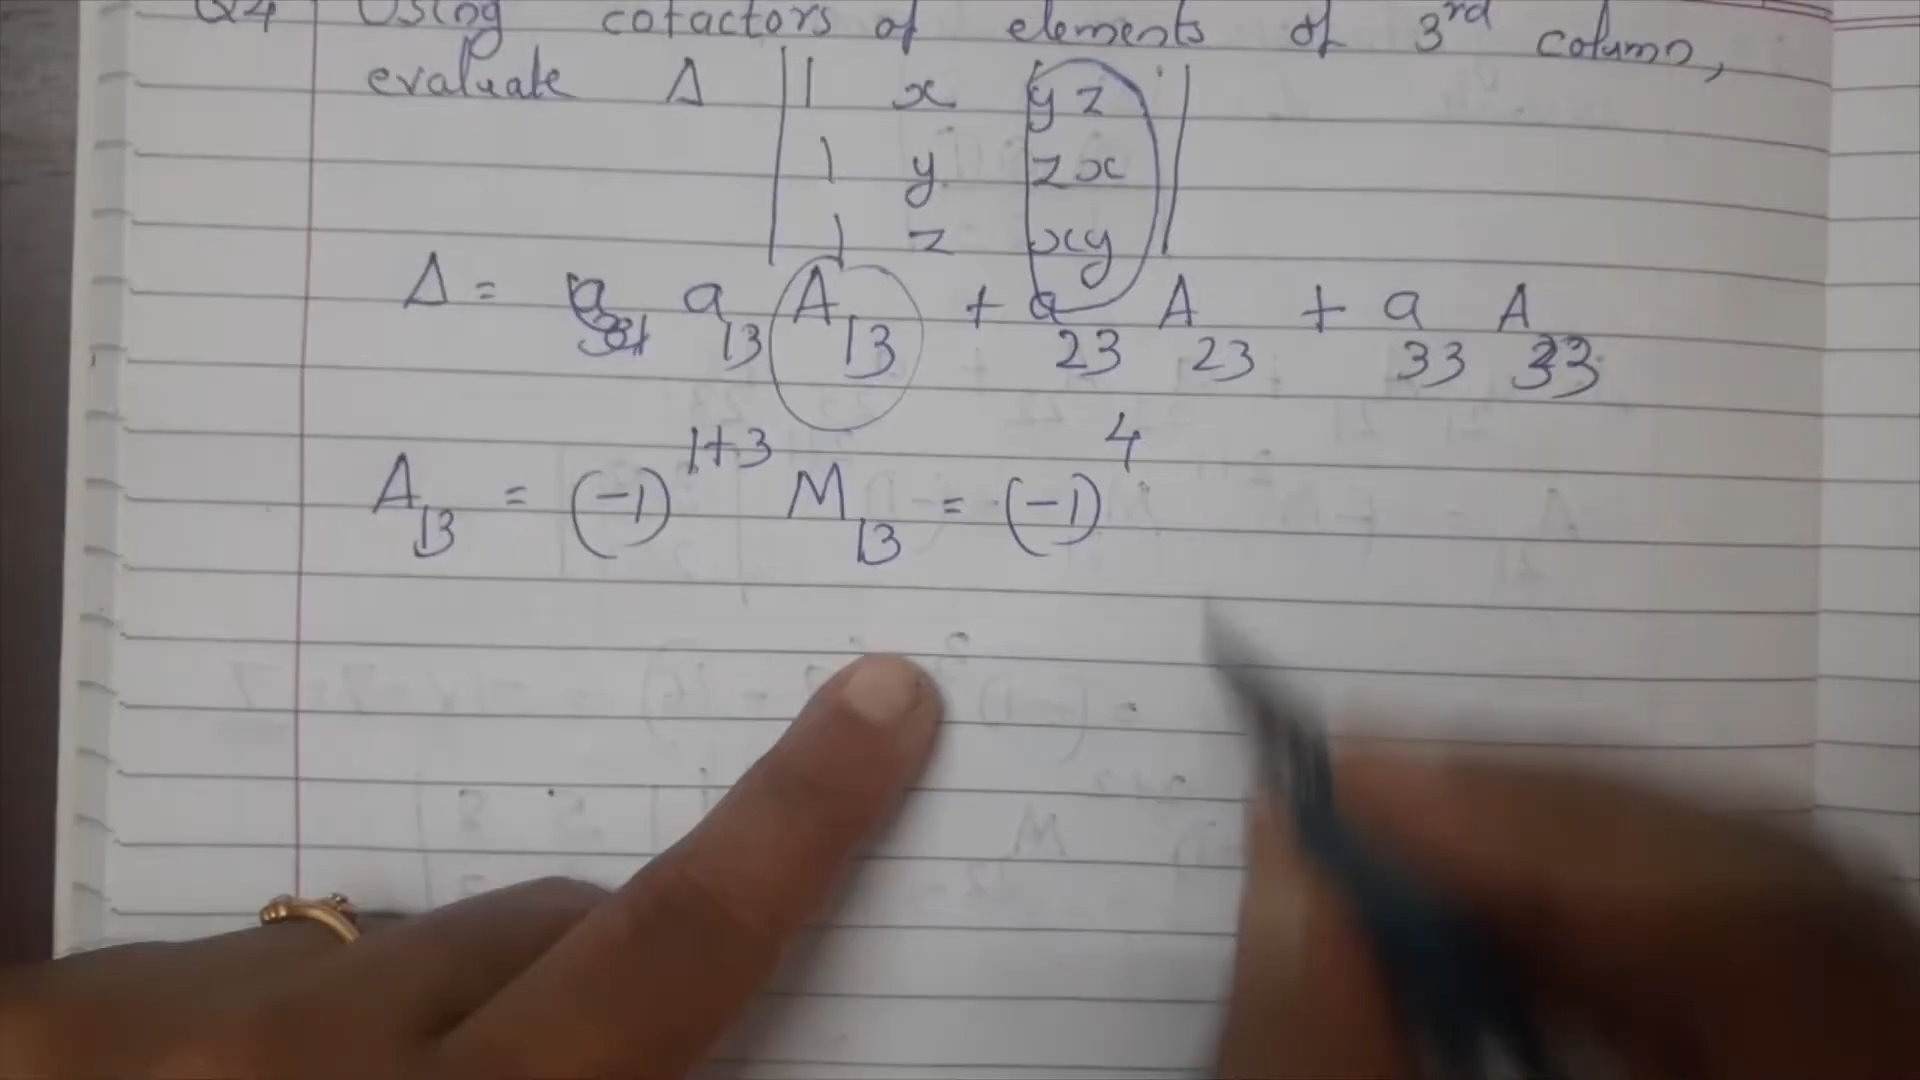 Q4 Using cofactors of elements of 3rd column,
evaluate Δ | 1 x yz |
| 1 y zx |
| 1 z xy |
Δ = a13 A13 + a23 A23 + a33 A33
A13 = (-1)^1+3 M13 = (-1)^4